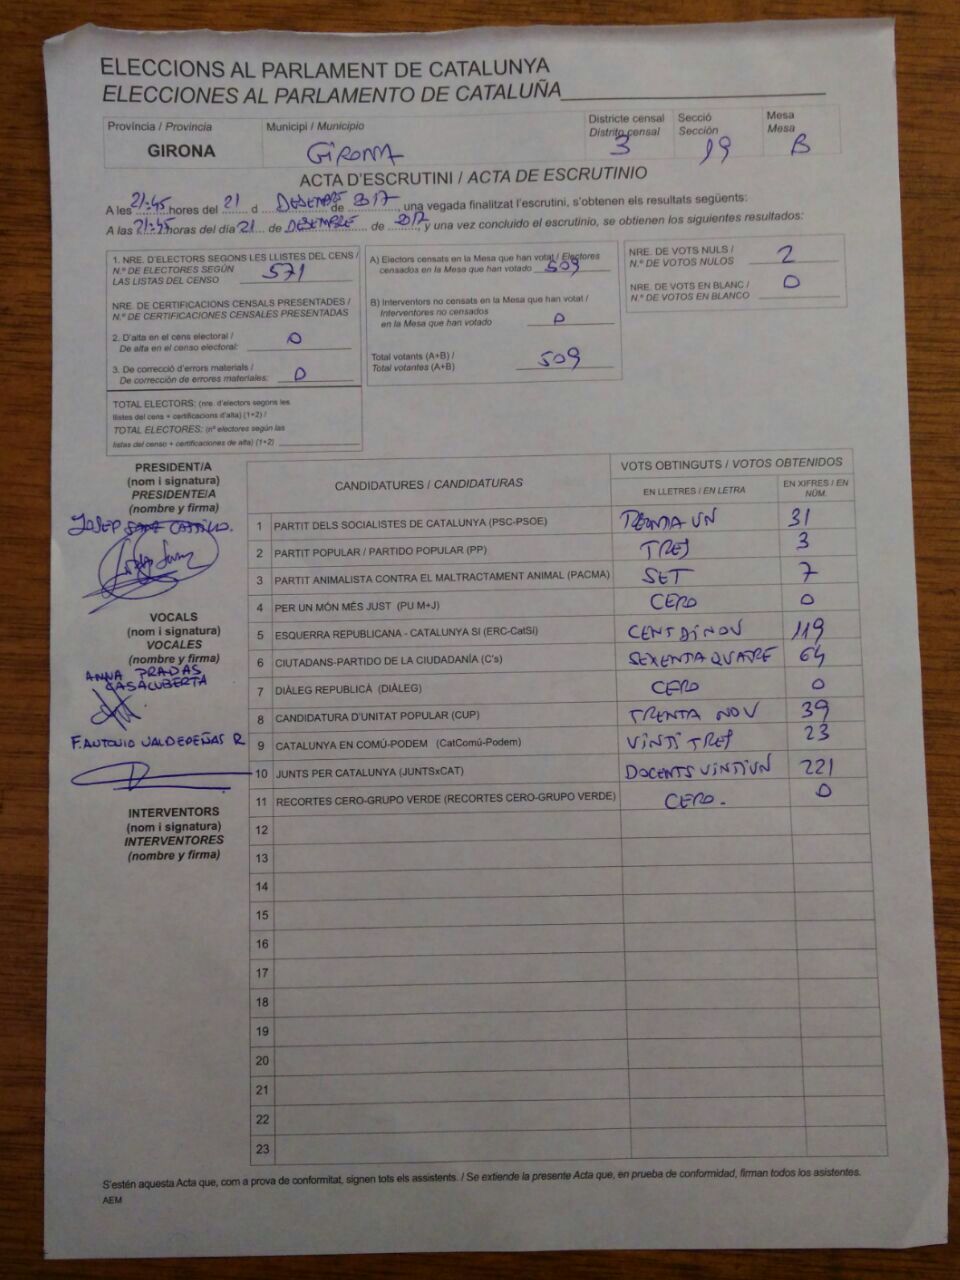 ELECCIONS AL PARLAMENT DE CATALUNYA
ELECCIONES AL PARLAMENTO DE CATALUÑA
Província / Provincia
GIRONA
Municipi / Municipio
GIRONA
Districte censal
Distrito censal
3
Secció
Sección
19
Mesa
Mesa
B
ACTA D'ESCRUTINI / ACTA DE ESCRUTINIO
A les 21:45 hores del 21 d DESEMBRE de 2017, una vegada finalitzat l'escrutini, s'obtenen els resultats següents:
A las 21:45 horas del día 21 de DESEMBRE de 2017, y una vez concluido el escrutinio, se obtienen los siguientes resultados:
1. NRE. D'ELECTORS SEGONS LES LLISTES DEL CENS /
N.º DE ELECTORES SEGÚN
LAS LISTAS DEL CENSO 571
NRE. DE CERTIFICACIONS CENSALS PRESENTADES /
N.º DE CERTIFICACIONES CENSALES PRESENTADAS
2. D'alta en el cens electoral /
De alta en el censo electoral: 0
3. De correcció d'errors materials /
De corrección de errores materiales: 0
TOTAL ELECTORS: (nre. d'electors segons les
llistes del cens + certificacions d'alta) (1+2) /
TOTAL ELECTORES: (nº electores según las
listas del censo + certificaciones de alta) (1+2)
A) Electors censats en la Mesa que han votat / Electores
censados en la Mesa que han votado 509
B) Interventors no censats en la Mesa que han votat /
Interventores no censados
en la Mesa que han votado 0
Total votants (A+B) /
Total votantes (A+B) 509
NRE. DE VOTS NULS /
N.º DE VOTOS NULOS 2
NRE. DE VOTS EN BLANC /
N.º DE VOTOS EN BLANCO 0
PRESIDENT/A
(nom i signatura)
PRESIDENTE/A
(nombre y firma)
JOSEP SANZ CASTILLO.
VOCALS
(nom i signatura)
VOCALES
(nombre y firma)
ANNA PRADAS
CASACUBERTA
F. ANTONIO VALDEPEÑAS R
INTERVENTORS
(nom i signatura)
INTERVENTORES
(nombre y firma)
CANDIDATURES / CANDIDATURAS
VOTS OBTINGUTS / VOTOS OBTENIDOS
EN LLETRES / EN LETRA
EN XIFRES / EN NÚM.
1 PARTIT DELS SOCIALISTES DE CATALUNYA (PSC-PSOE) TRENTA UN 31
2 PARTIT POPULAR / PARTIDO POPULAR (PP) TRES 3
3 PARTIT ANIMALISTA CONTRA EL MALTRACTAMENT ANIMAL (PACMA) SET 7
4 PER UN MÓN MÉS JUST (PU M+J) CERO 0
5 ESQUERRA REPUBLICANA - CATALUNYA SI (ERC-CatSí) CENT DINOU 119
6 CIUTADANS-PARTIDO DE LA CIUDADANÍA (C's) SEXENTA QUATRE 64
7 DIÀLEG REPUBLICÀ (DIÀLEG) CERO 0
8 CANDIDATURA D'UNITAT POPULAR (CUP) TRENTA NOU 39
9 CATALUNYA EN COMÚ-PODEM (CatComú-Podem) VINTI TRES 23
10 JUNTS PER CATALUNYA (JUNTSxCAT) DOCENTS VINTIUN 221
11 RECORTES CERO-GRUPO VERDE (RECORTES CERO-GRUPO VERDE) CERO. 0
12
13
14
15
16
17
18
19
20
21
22
23
S'estén aquesta Acta que, com a prova de conformitat, signen tots els assistents. / Se extiende la presente Acta que, en prueba de conformidad, firman todos los asistentes.
AEM